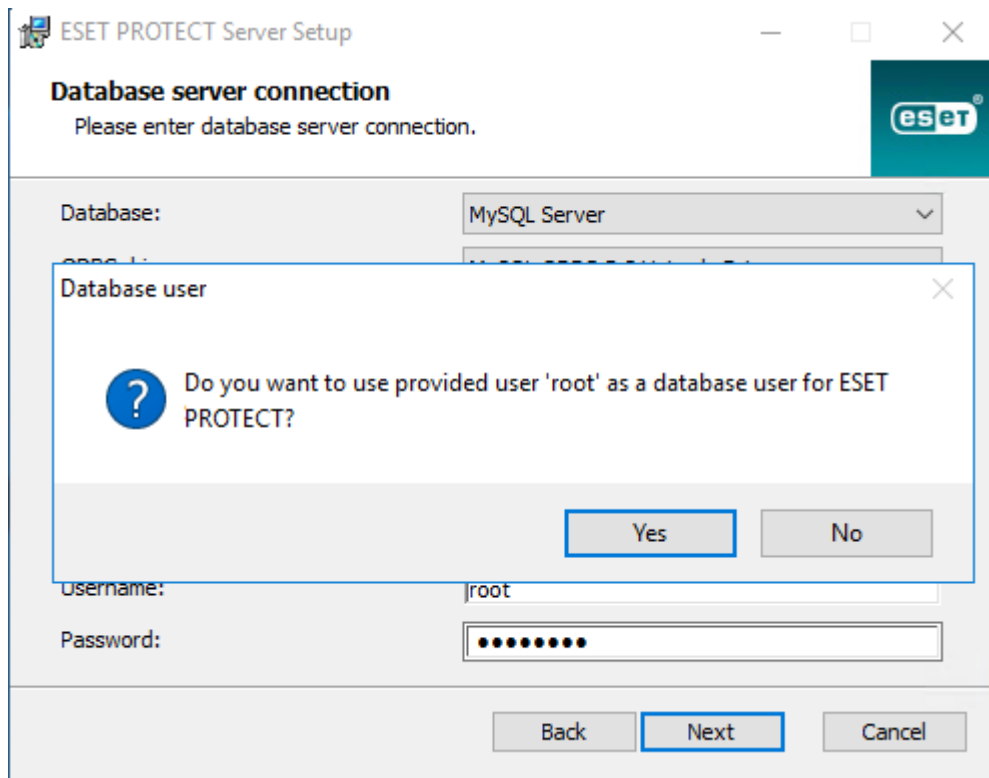 ESET PROTECT Server Setup
Database server connection
Please enter database server connection.
eset®
Database:
MySQL Server
Database user
Do you want to use provided user 'root' as a database user for ESET
PROTECT?
Yes
No
Username:
root
Password:
Back
Next
Cancel